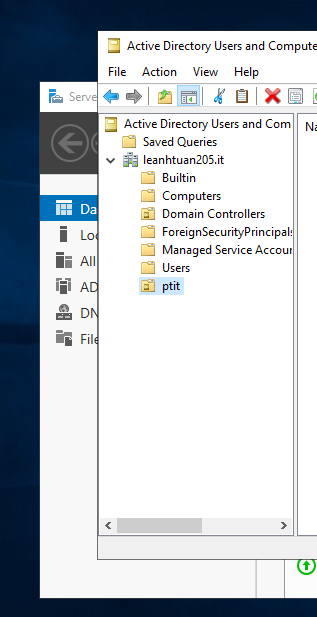 Active Directory Users and Compute
File Action View Help
Serve
Active Directory Users and Com
Na
Saved Queries
leanhtuan205.it
Builtin
Computers
Da
Domain Controllers
Loc
ForeignSecurityPrincipals
All
Managed Service Accour
Users
AD
ptit
DN
File